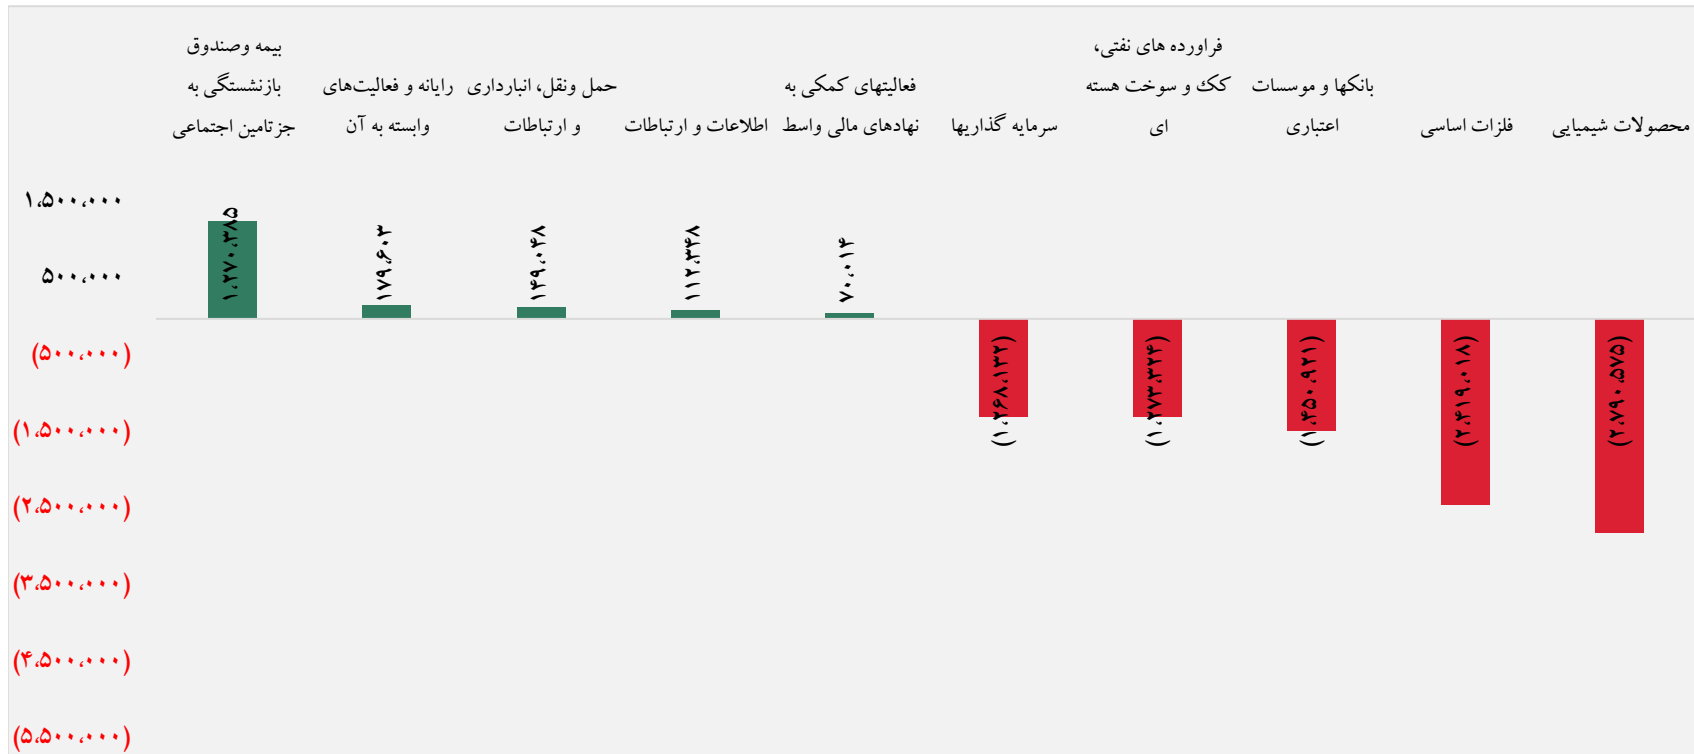 بیمه وصندوق
بازنشستگی به
جزتامین اجتماعی
رایانه و فعالیت‌های
وابسته به آن
حمل ونقل، انبارداری
و ارتباطات
اطلاعات و ارتباطات
فعالیتهای کمکی به
نهادهای مالی واسط
سرمایه گذاریها
فراورده های نفتی،
کک و سوخت هسته
ای
بانکها و موسسات
اعتباری
فلزات اساسی
محصولات شیمیایی
۱،۵۰۰،۰۰۰
۵۰۰،۰۰۰
(۵۰۰،۰۰۰)
(۱،۵۰۰،۰۰۰)
(۲،۵۰۰،۰۰۰)
(۳،۵۰۰،۰۰۰)
(۴،۵۰۰،۰۰۰)
(۵،۵۰۰،۰۰۰)
۱،۲۷۰،۳۸۵
۱۷۹،۶۰۳
۱۴۹،۰۴۸
۱۱۲،۳۴۸
۷۰،۰۱۴
(۱،۲۶۸،۱۳۲)
(۱،۲۷۳،۳۲۴)
(۱،۴۵۰،۹۲۱)
(۲،۴۱۹،۰۱۸)
(۲،۷۹۰،۵۷۵)